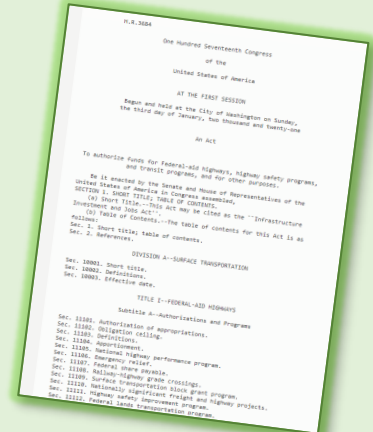 H.R.3684
One Hundred Seventeenth Congress
of the
United States of America
AT THE FIRST SESSION
Begun and held at the City of Washington on Sunday,
the third day of January, two thousand and twenty-one
An Act
To authorize funds for Federal-aid highways, highway safety programs,
and transit programs, and for other purposes.
Be it enacted by the Senate and House of Representatives of the
United States of America in Congress assembled,
SECTION 1. SHORT TITLE; TABLE OF CONTENTS.
(a) Short Title.--This Act may be cited as the ``Infrastructure
Investment and Jobs Act''.
(b) Table of Contents.--The table of contents for this Act is as
follows:
Sec. 1. Short title; table of contents.
Sec. 2. References.
DIVISION A--SURFACE TRANSPORTATION
Sec. 10001. Short title.
Sec. 10002. Definitions.
Sec. 10003. Effective date.
TITLE I--FEDERAL-AID HIGHWAYS
Subtitle A--Authorizations and Programs
Sec. 11101. Authorization of appropriations.
Sec. 11102. Obligation ceiling.
Sec. 11103. Definitions.
Sec. 11104. Apportionment.
Sec. 11105. National highway performance program.
Sec. 11106. Emergency relief.
Sec. 11107. Federal share payable.
Sec. 11108. Railway-highway grade crossings.
Sec. 11109. Surface transportation block grant program.
Sec. 11110. Nationally significant freight and highway projects.
Sec. 11111. Highway safety improvement program.
Sec. 11112. Federal lands transportation program.